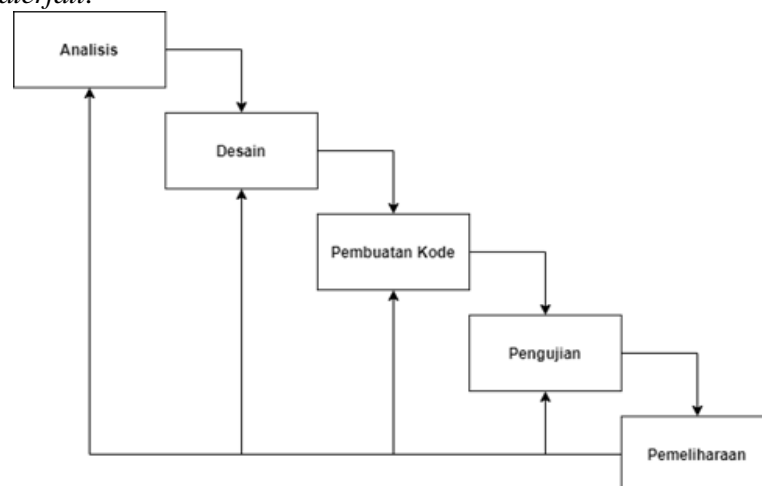 Analisis
Desain
Pembuatan Kode
Pengujian
Pemeliharaan